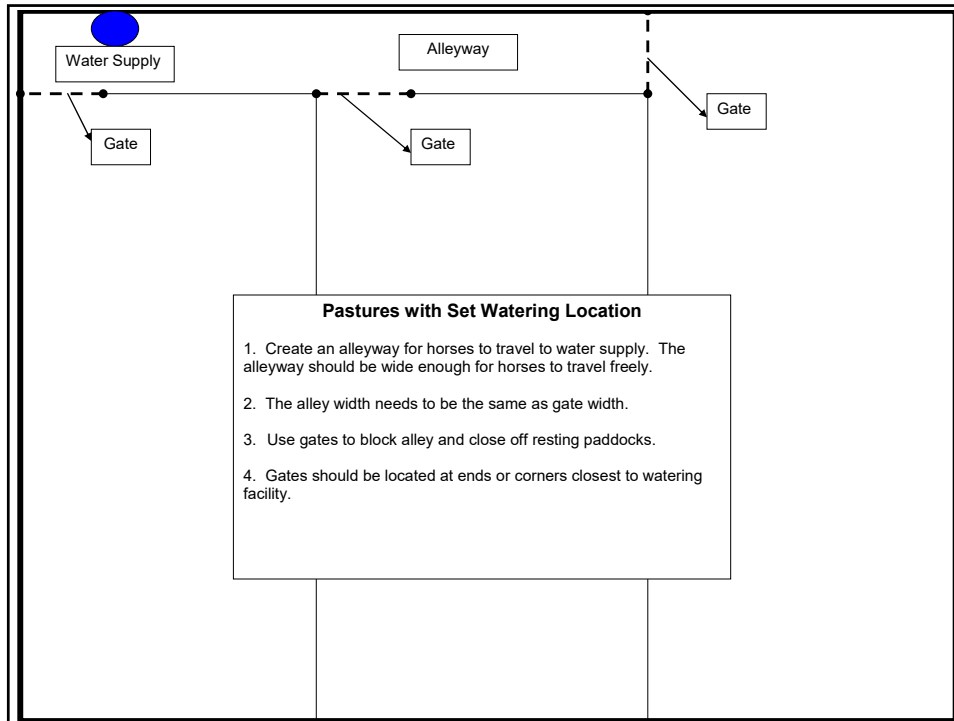 Water Supply
Alleyway
Gate
Gate
Gate
Pastures with Set Watering Location
1. Create an alleyway for horses to travel to water supply. The
alleyway should be wide enough for horses to travel freely.
2. The alley width needs to be the same as gate width.
3. Use gates to block alley and close off resting paddocks.
4. Gates should be located at ends or corners closest to watering
facility.